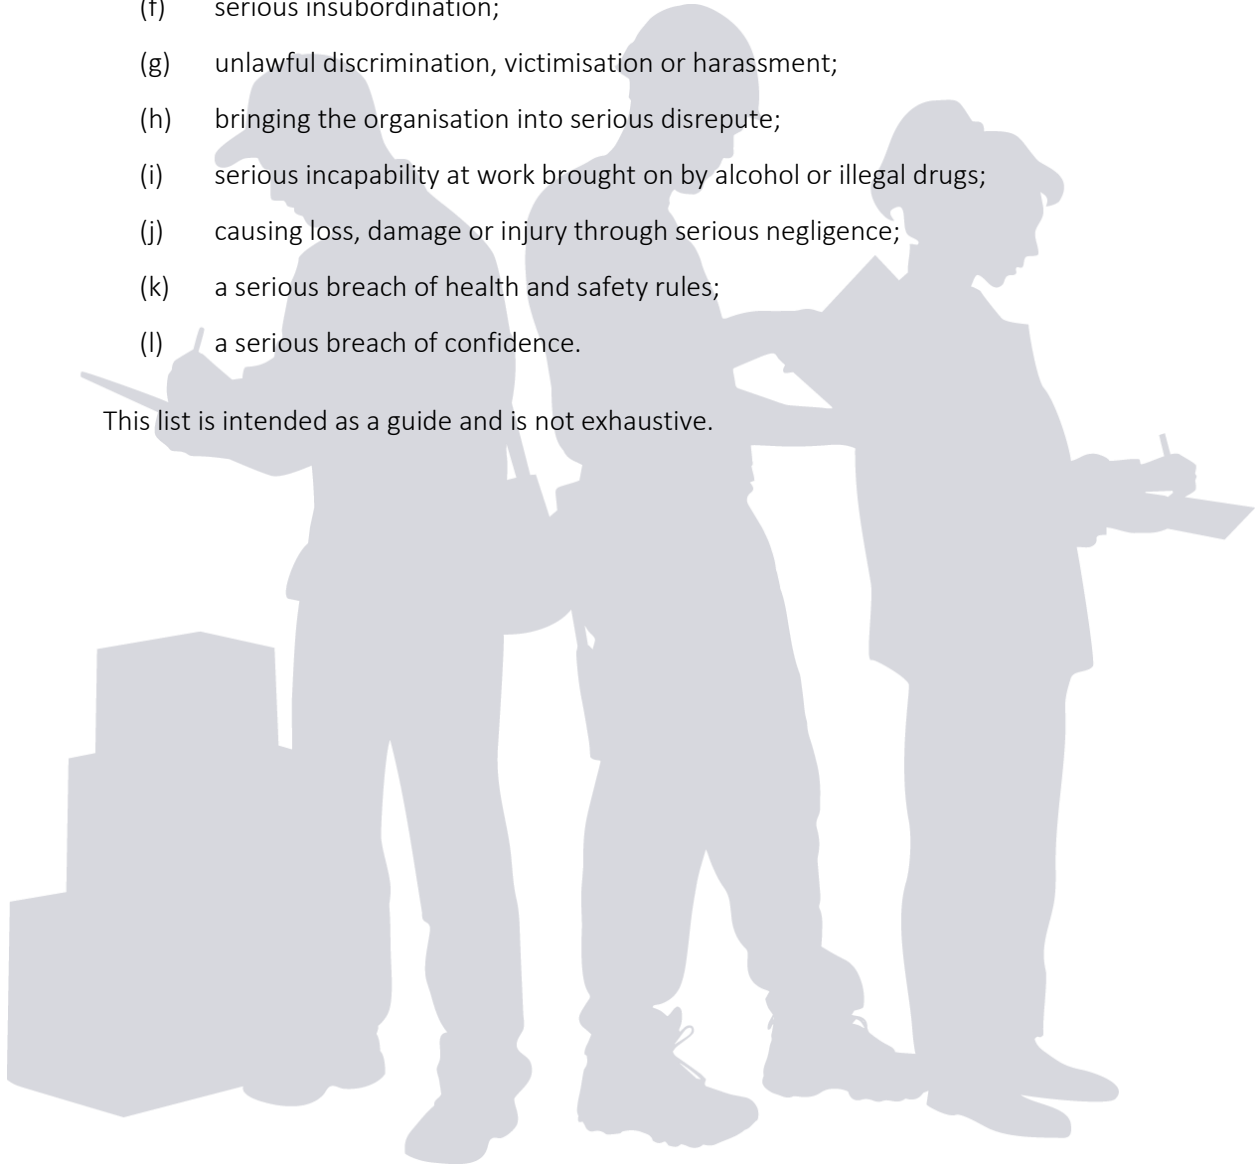 (f) serious insubordination;
(g) unlawful discrimination, victimisation or harassment;
(h) bringing the organisation into serious disrepute;
(i) serious incapability at work brought on by alcohol or illegal drugs;
(j) causing loss, damage or injury through serious negligence;
(k) a serious breach of health and safety rules;
(l) a serious breach of confidence.
This list is intended as a guide and is not exhaustive.